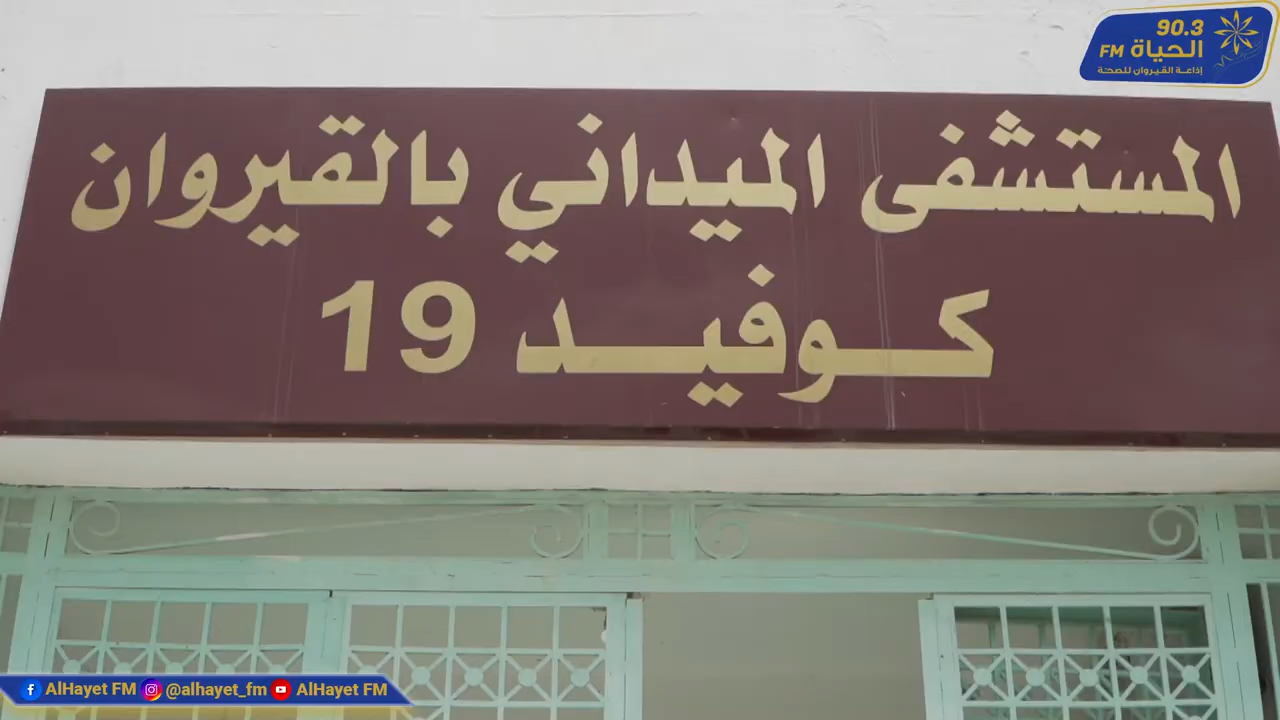 90.3
الحياة FM
إذاعة القيروان للصحة
المستشفى الميداني بالقيروان
كوفيد 19
AlHayet FM @alhayet_fm AlHayet FM